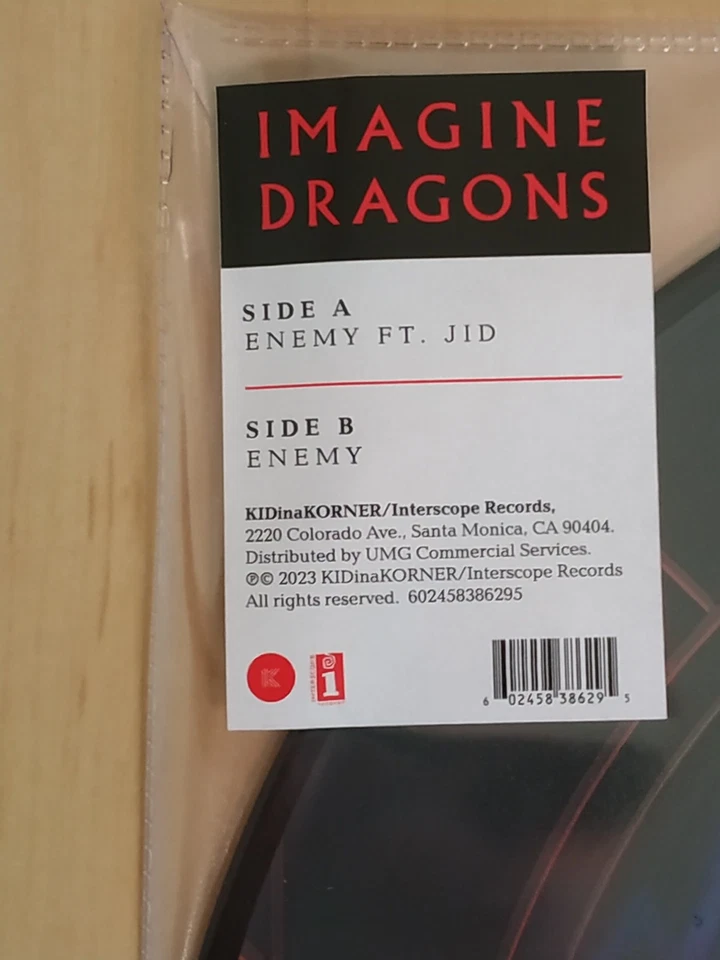 IMAGINE
DRAGONS
SIDE A
ENEMY FT. JID
SIDE B
ENEMY
KIDinaKORNER/Interscope Records,
2220 Colorado Ave., Santa Monica, CA 90404.
Distributed by UMG Commercial Services.
℗© 2023 KIDinaKORNER/Interscope Records
All rights reserved. 602458386295
K
i
6 02458 38629 5